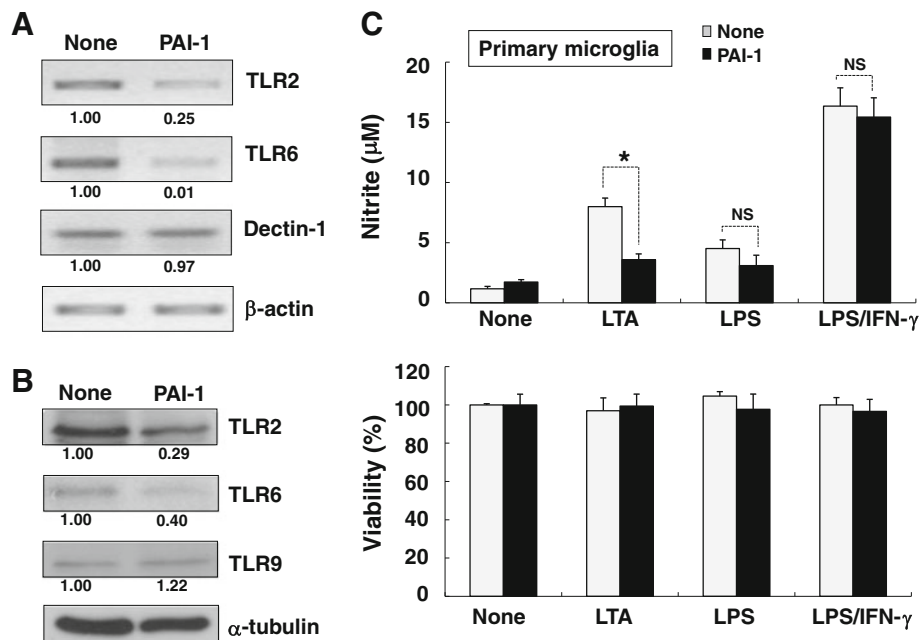 A
None PAI-1
TLR2
1.00 0.25
TLR6
1.00 0.01
Dectin-1
1.00 0.97
β-actin
B
None PAI-1
TLR2
1.00 0.29
TLR6
1.00 0.40
TLR9
1.00 1.22
α-tubulin
C
Primary microglia
None
PAI-1
Nitrite (μM)
20
15
10
5
0
*
NS
NS
None LTA LPS LPS/IFN-γ
Viability (%)
120
100
80
60
40
20
0
None LTA LPS LPS/IFN-γ